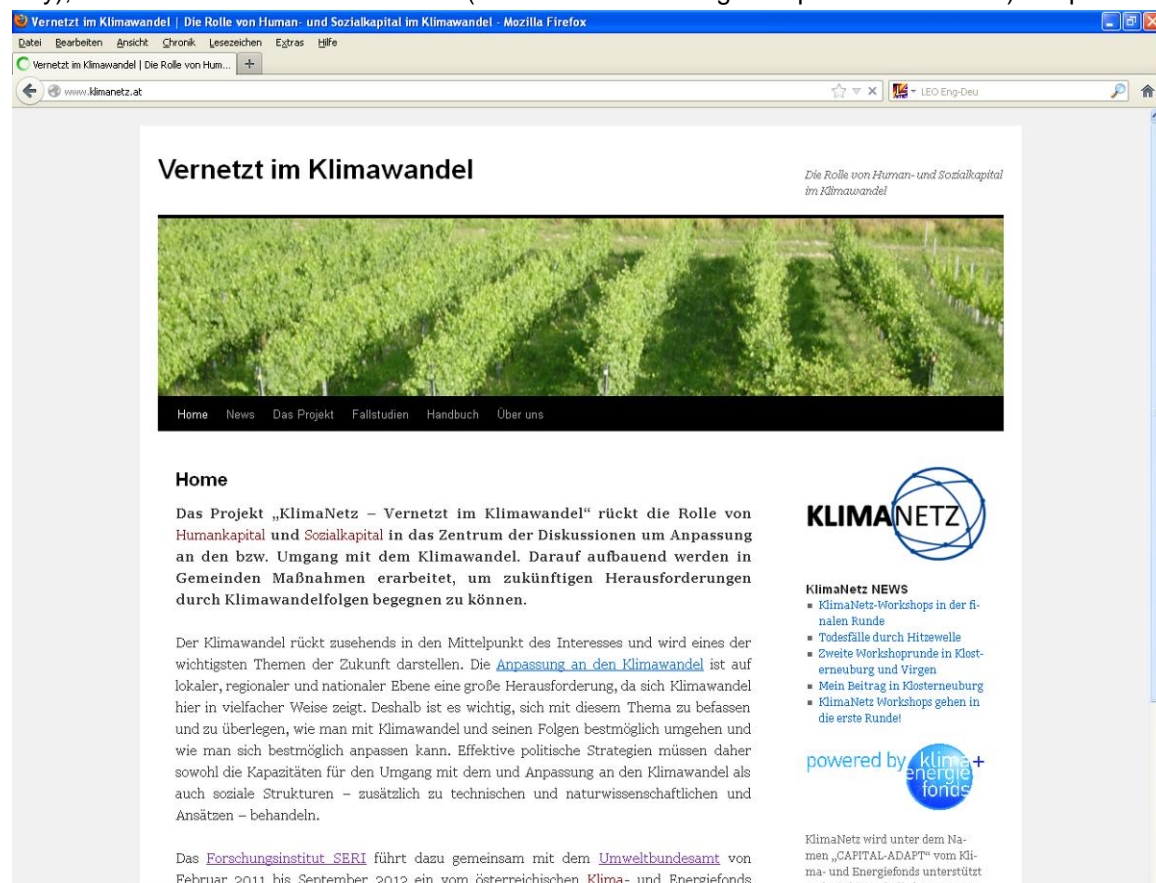 Vernetzt im Klimawandel | Die Rolle von Human- und Sozialkapital im Klimawandel - Mozilla Firefox
Datei Bearbeiten Ansicht Chronik Lesezeichen Extras Hilfe
Vernetzt im Klimawandel | Die Rolle von Hum... +
www.klimanetz.at
LEO Eng-Deu
Vernetzt im Klimawandel
Die Rolle von Human- und Sozialkapital
im Klimawandel
Home News Das Projekt Fallstudien Handbuch Über uns
Home
Das Projekt „KlimaNetz – Vernetzt im Klimawandel“ rückt die Rolle von
Humankapital und Sozialkapital in das Zentrum der Diskussionen um Anpassung
an den bzw. Umgang mit dem Klimawandel. Darauf aufbauend werden in
Gemeinden Maßnahmen erarbeitet, um zukünftigen Herausforderungen
durch Klimawandelfolgen begegnen zu können.
Der Klimawandel rückt zusehends in den Mittelpunkt des Interesses und wird eines der
wichtigsten Themen der Zukunft darstellen. Die Anpassung an den Klimawandel ist auf
lokaler, regionaler und nationaler Ebene eine große Herausforderung, da sich Klimawandel
hier in vielfacher Weise zeigt. Deshalb ist es wichtig, sich mit diesem Thema zu befassen
und zu überlegen, wie man mit Klimawandel und seinen Folgen bestmöglich umgehen und
wie man sich bestmöglich anpassen kann. Effektive politische Strategien müssen daher
sowohl die Kapazitäten für den Umgang mit dem und Anpassung an den Klimawandel als
auch soziale Strukturen – zusätzlich zu technischen und naturwissenschaftlichen und
Ansätzen – behandeln.
Das Forschungsinstitut SERI führt dazu gemeinsam mit dem Umweltbundesamt von
Februar 2011 bis September 2012 ein vom österreichischen Klima- und Energiefonds
KLIMANETZ
KlimaNetz NEWS
KlimaNetz-Workshops in der fi-
nalen Runde
Todesfälle durch Hitzewelle
Zweite Workshoprunde in Klost-
erneuburg und Virgen
Mein Beitrag in Klosterneuburg
KlimaNetz Workshops gehen in
die erste Runde!
powered by klima+
energie
fonds
KlimaNetz wird unter dem Na-
men „CAPITAL-ADAPT“ vom Kli-
ma- und Energiefonds unterstützt